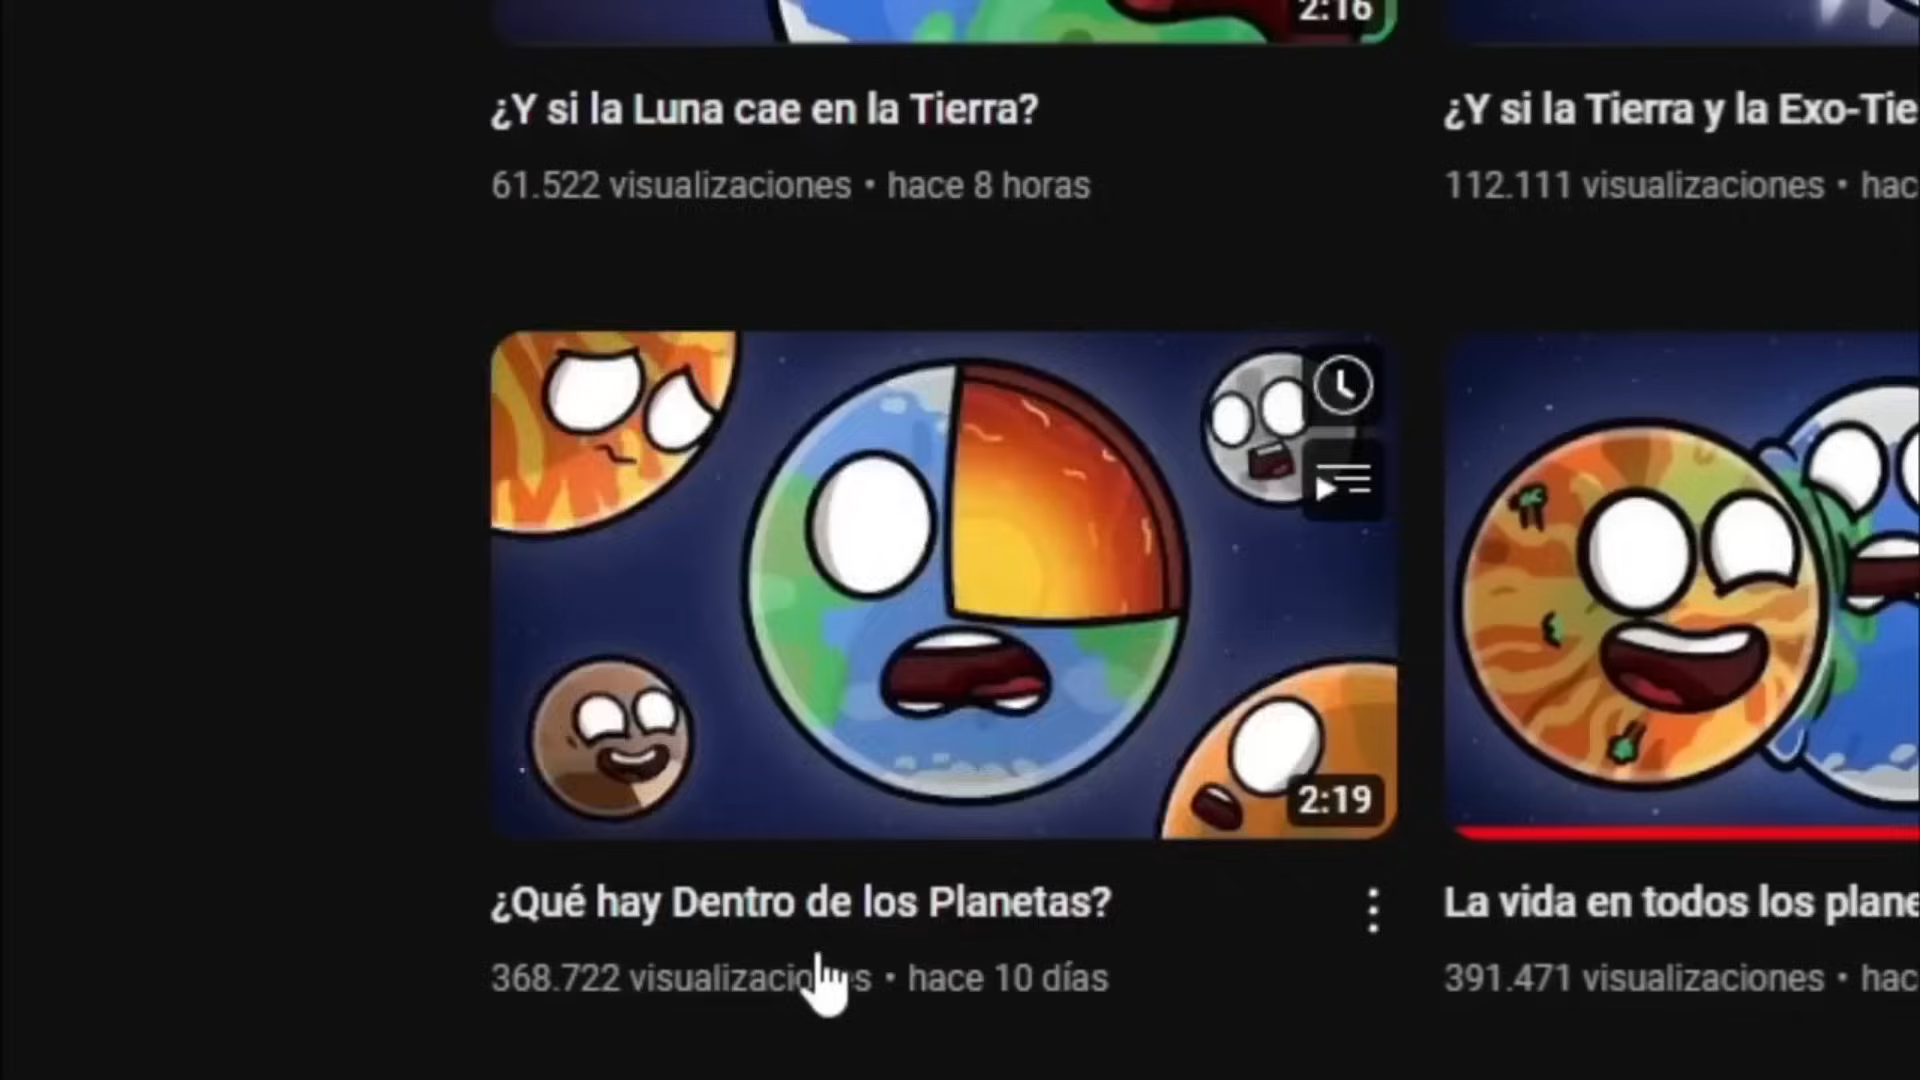 2:16
¿Y si la Luna cae en la Tierra?
61.522 visualizaciones • hace 8 horas
¿Y si la Tierra y la Exo-Tie
112.111 visualizaciones • hac
2:19
¿Qué hay Dentro de los Planetas?
368.722 visualizaciones • hace 10 días
La vida en todos los plane
391.471 visualizaciones • hac